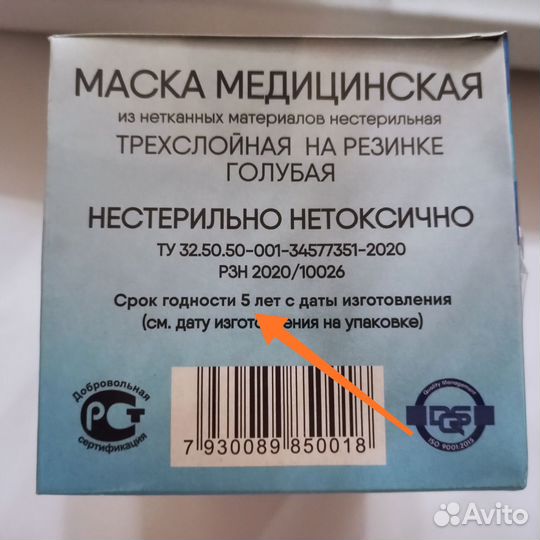 МАСКА МЕДИЦИНСКАЯ
из нетканных материалов нестерильная
ТРЕХСЛОЙНАЯ НА РЕЗИНКЕ
ГОЛУБАЯ
НЕСТЕРИЛЬНО НЕТОКСИЧНО
ТУ 32.50.50-001-34577351-2020
РЗН 2020/10026
Срок годности 5 лет с даты изготовления
(см. дату на упаковке)
Добровольная
РСТ
сертификация
7 930089 850018
Quality Management
DQS
ISO 9001:2015
Avito